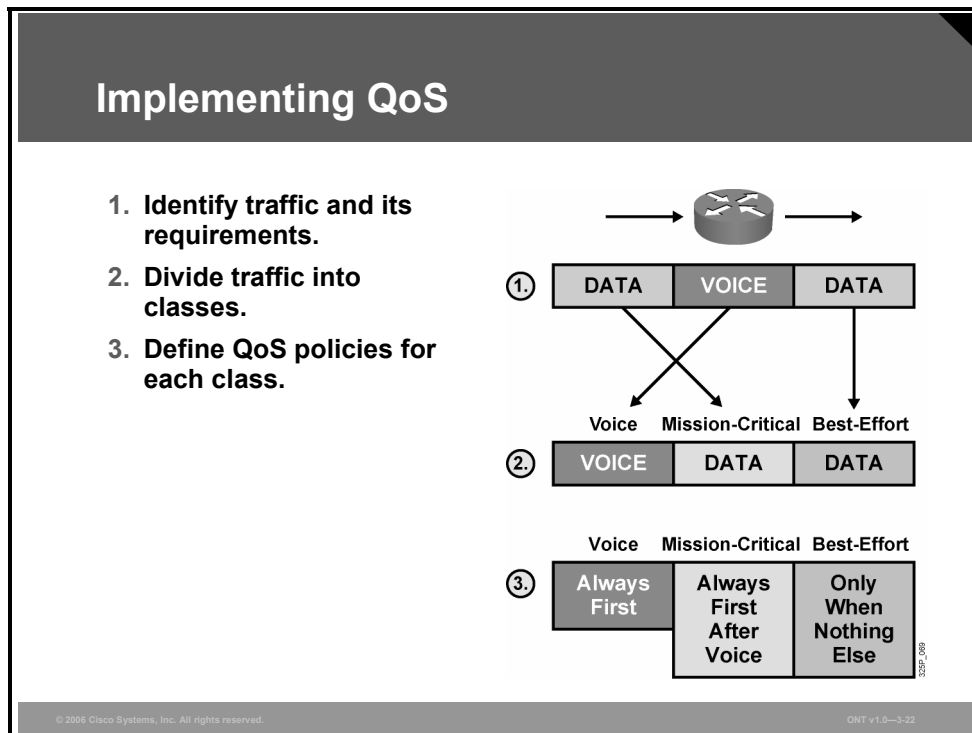 Implementing QoS
1. Identify traffic and its
requirements.
2. Divide traffic into
classes.
3. Define QoS policies for
each class.
1. DATA VOICE DATA
Voice Mission-Critical Best-Effort
2. VOICE DATA DATA
Voice Mission-Critical Best-Effort
3. Always First
Always First After Voice
Only When Nothing Else
325P_069
© 2006 Cisco Systems, Inc. All rights reserved.
ONT v1.0—3-22